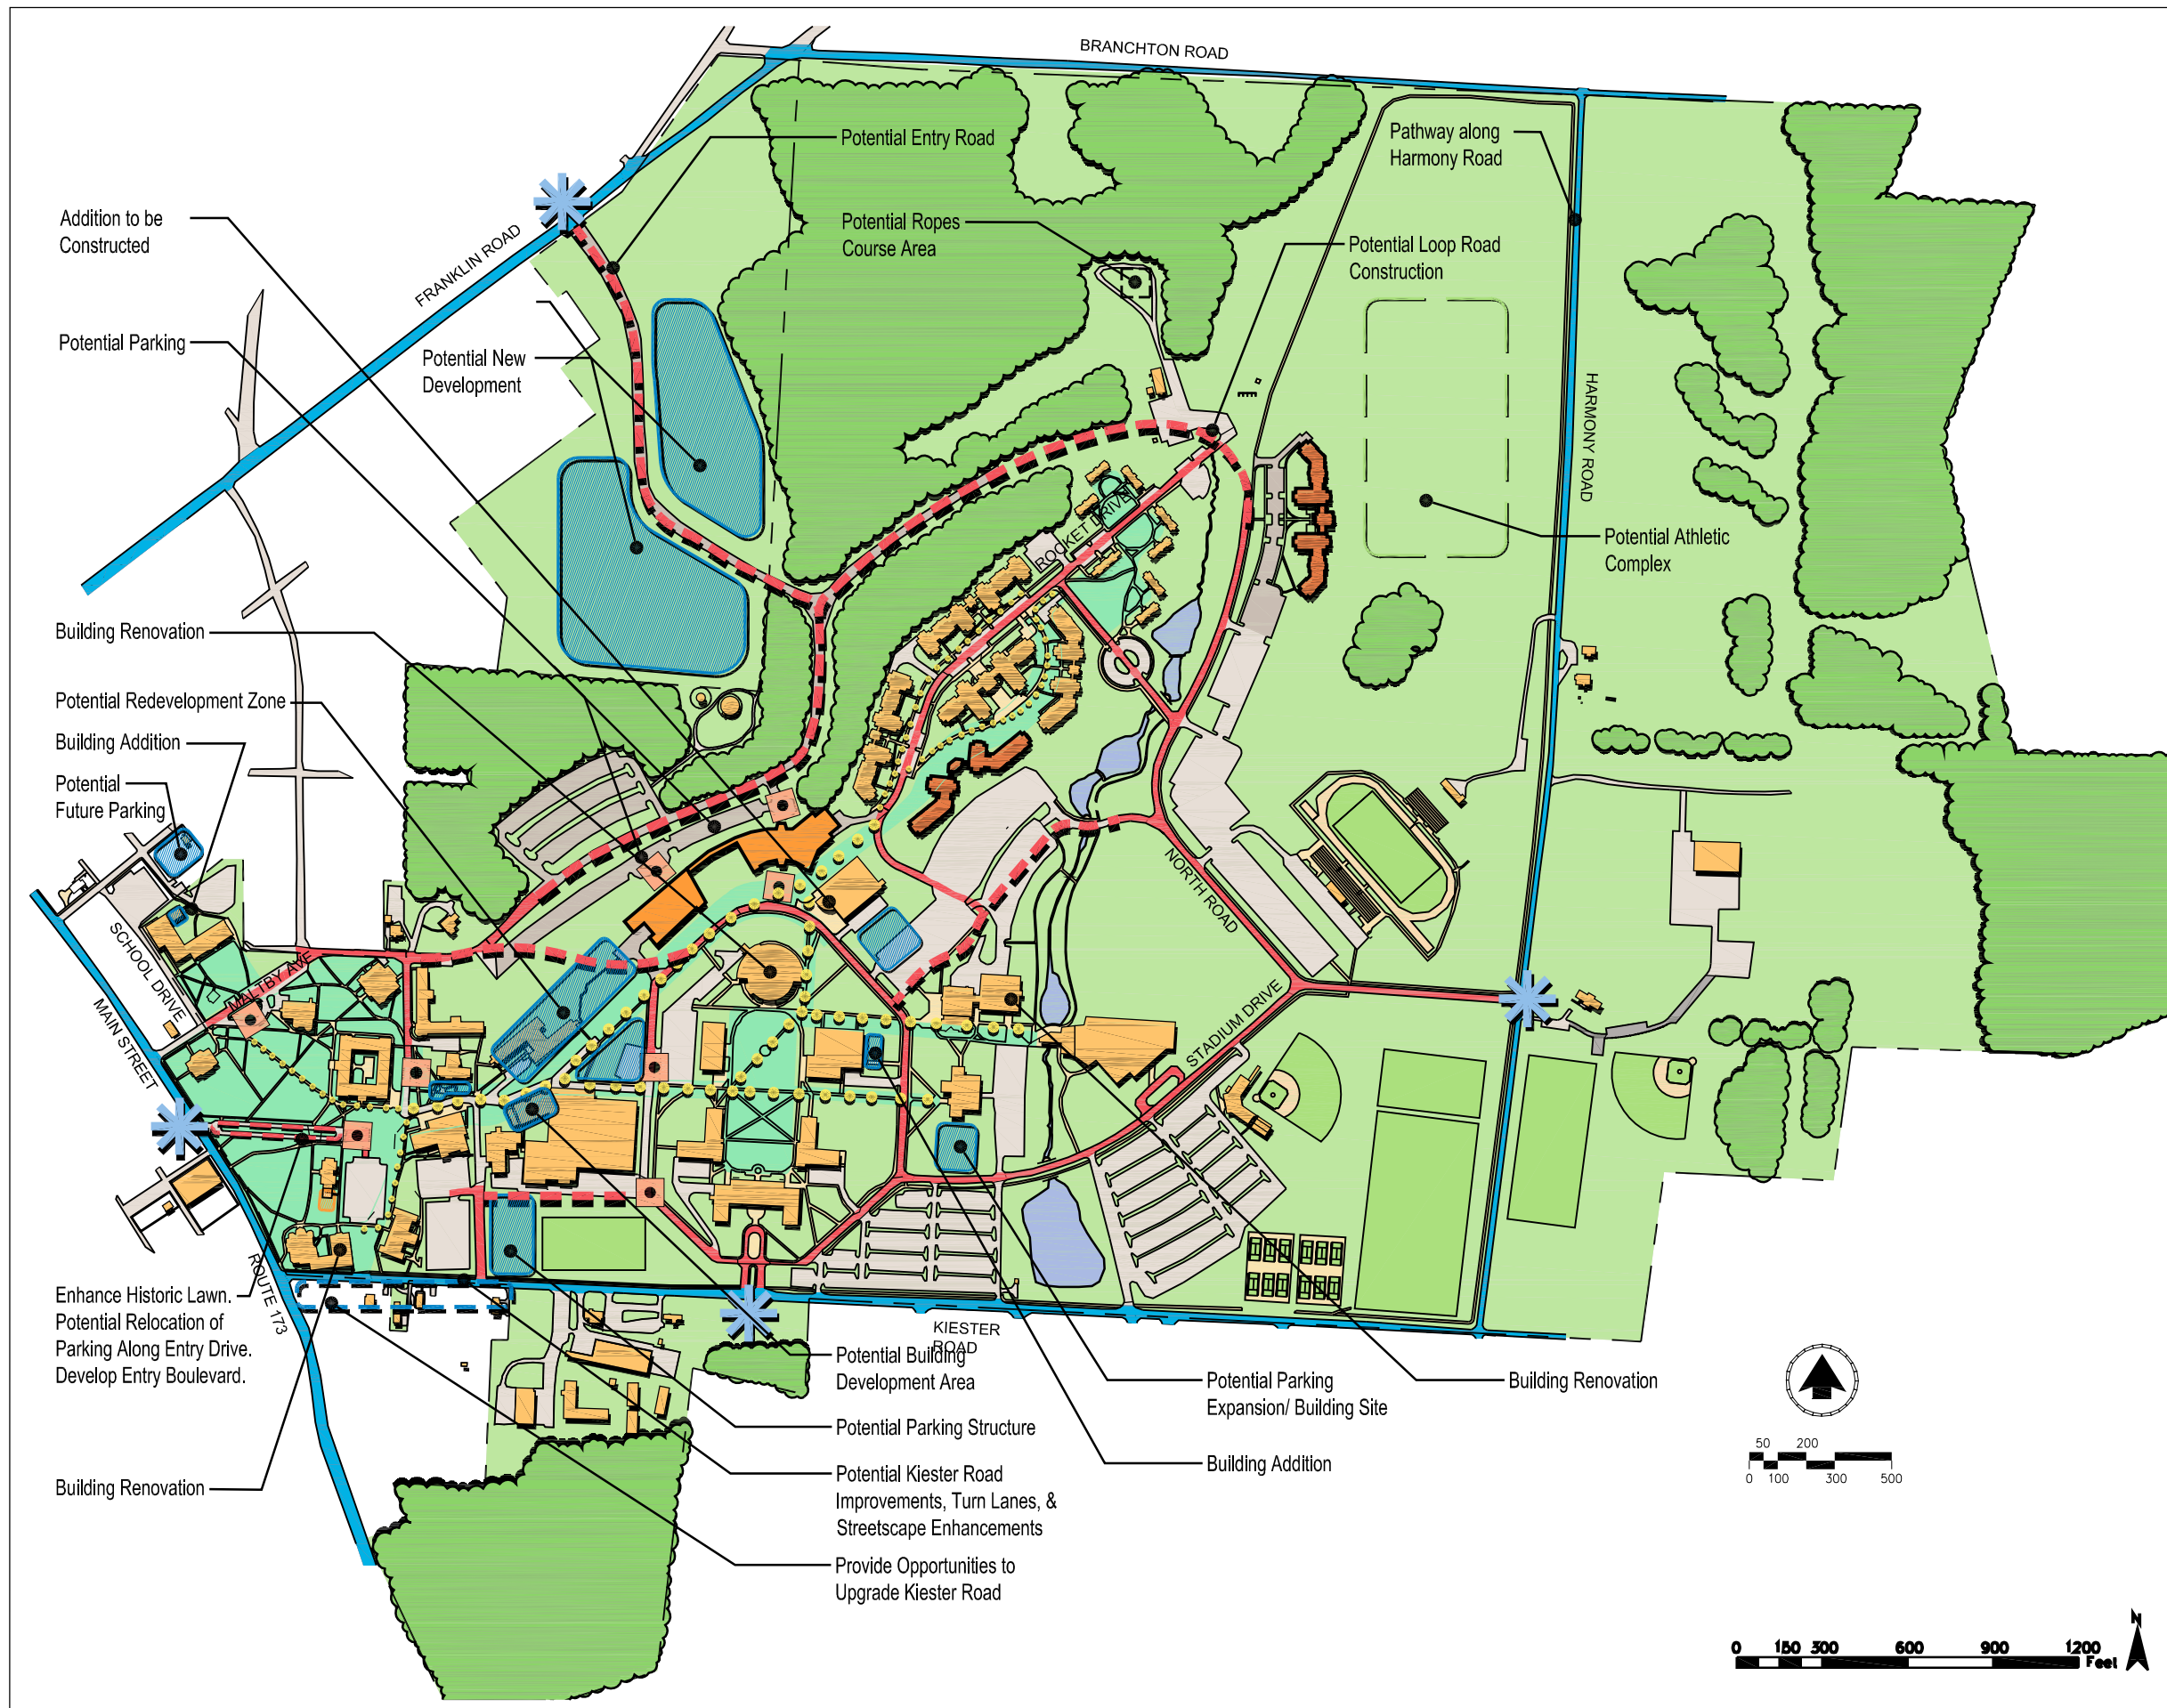 BRANCHTON ROAD
Potential Entry Road
Pathway along
Harmony Road
Addition to be
Constructed
FRANKLIN ROAD
Potential Ropes
Course Area
Potential Loop Road
Construction
Potential Parking
Potential New
Development
HARMONY ROAD
ROCKET DRIVE
Potential Athletic
Complex
Building Renovation
Potential Redevelopment Zone
Building Addition
Potential
Future Parking
NORTH ROAD
SCHOOL DRIVE
MALTBY AVE
MAIN STREET
STADIUM DRIVE
ROUTE 173
Enhance Historic Lawn.
Potential Relocation of
Parking Along Entry Drive.
Develop Entry Boulevard.
KIESTER
ROAD
Potential Building
Development Area
Potential Parking
Expansion/ Building Site
Building Renovation
Potential Parking Structure
Building Addition
Building Renovation
Potential Kiester Road
Improvements, Turn Lanes, &
Streetscape Enhancements
Provide Opportunities to
Upgrade Kiester Road
50 200
0 100 300 500
N
0 150 300 600 900 1200
Feet